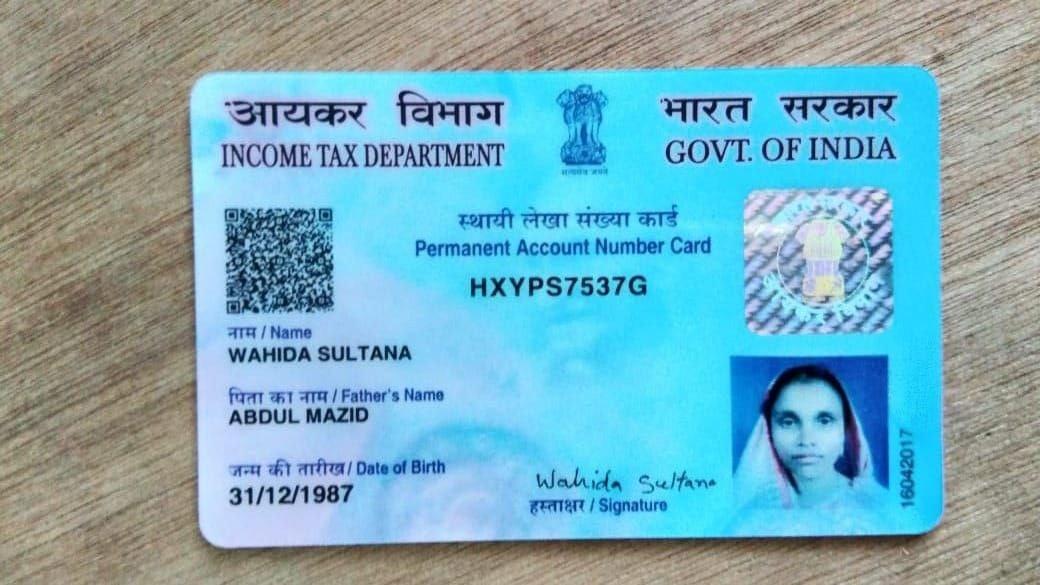 आयकर विभाग
INCOME TAX DEPARTMENT
सत्यमेव जयते
भारत सरकार
GOVT. OF INDIA
स्थायी लेखा संख्या कार्ड
Permanent Account Number Card
HXYPS7537G
नाम / Name
WAHIDA SULTANA
पिता का नाम / Father's Name
ABDUL MAZID
जन्म की तारीख / Date of Birth
31/12/1987
Wahida Sultana
हस्ताक्षर / Signature
16042017